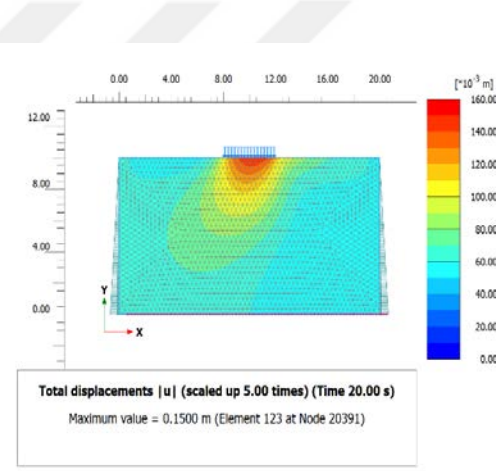 0.00 4.00 8.00 12.00 16.00 20.00
[*10⁻³ m]
160.00
12.00
140.00
120.00
8.00
100.00
80.00
4.00
60.00
40.00
Y
0.00
20.00
X
0.00
Total displacements |u| (scaled up 5.00 times) (Time 20.00 s)
Maximum value = 0.1500 m (Element 123 at Node 20391)